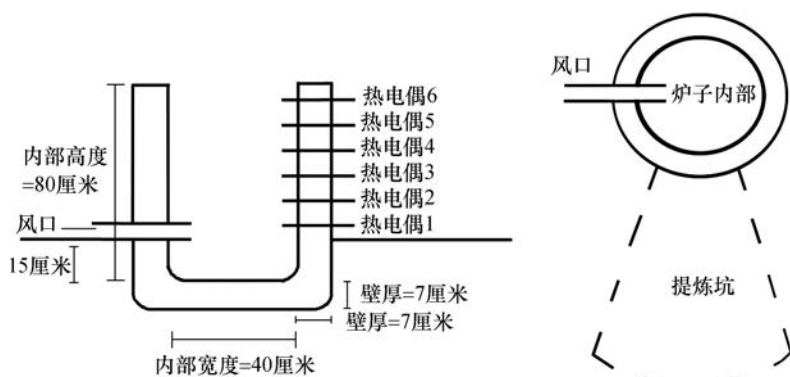 热电偶6
热电偶5
热电偶4
热电偶3
热电偶2
热电偶1
内部高度
=80厘米
风口
15厘米
壁厚=7厘米
壁厚=7厘米
内部宽度=40厘米
风口
炉子内部
提炼坑